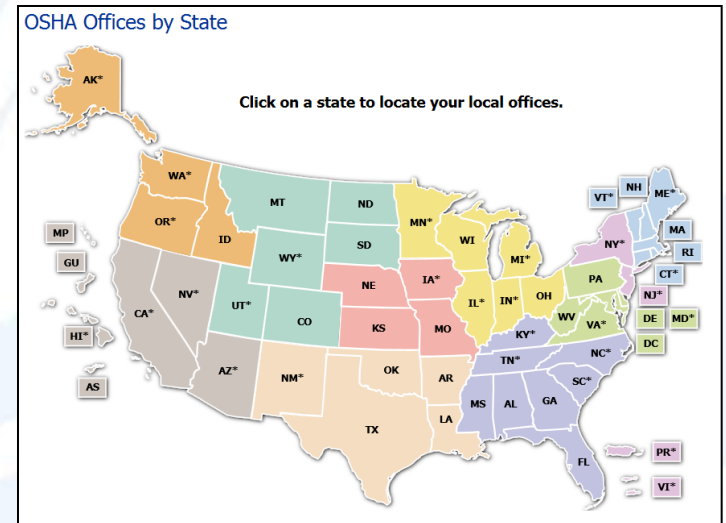 OSHA Offices by State
AK*
Click on a state to locate your local offices.
WA*
MT
ND
OR*
ID
MN*
WI
VT*
NH
ME*
MP
WY*
SD
MI*
NY*
MA
GU
RI
NV*
UT*
NE
IA*
PA
CT*
CA*
CO
IL*
IN*
OH
NJ*
HI*
KS
MO
WV
VA*
DE
MD*
KY*
DC
AZ*
NM*
OK
AR
TN*
NC*
AS
SC*
TX
LA
MS
AL
GA
FL
PR*
VI*